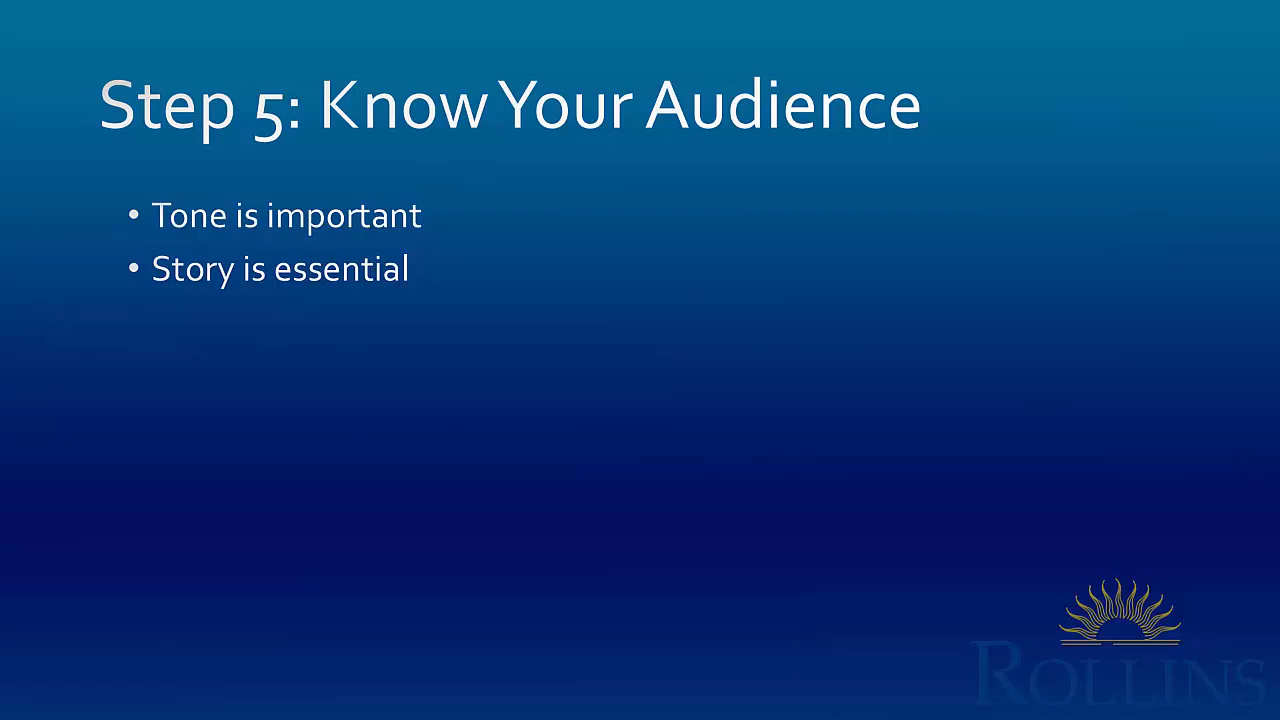 Step 5: Know Your Audience
• Tone is important
• Story is essential
ROLLINS